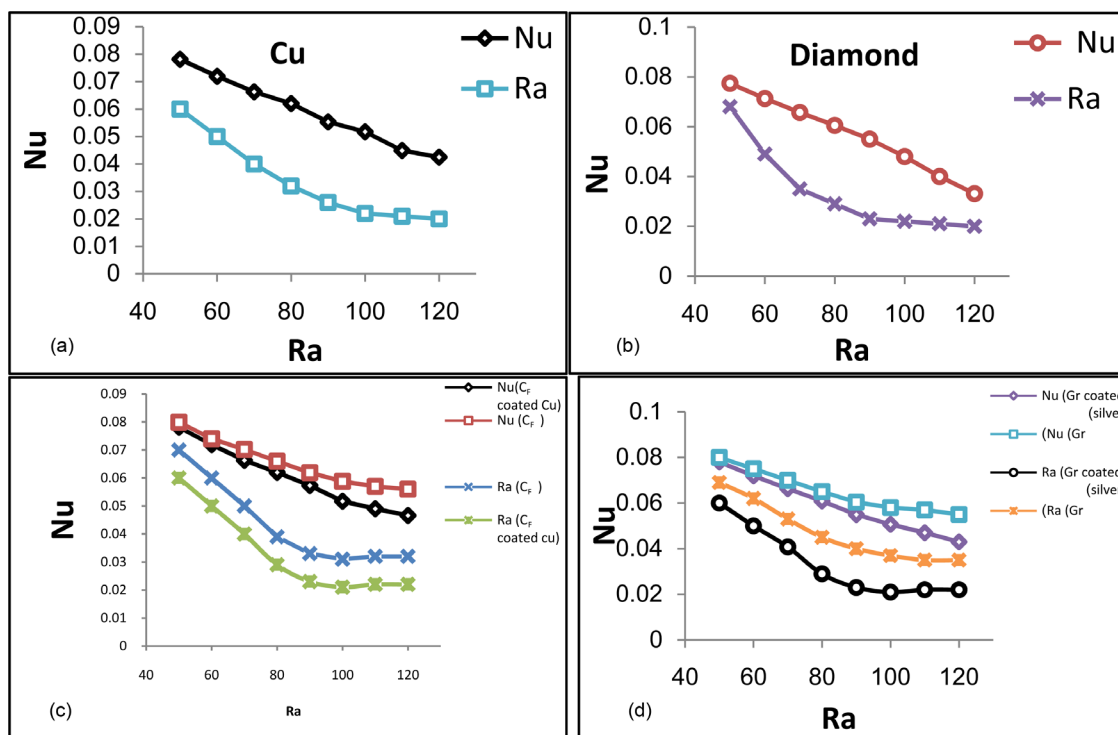 Cu
Nu
Ra
0.09
0.08
0.07
0.06
0.05
0.04
0.03
0.02
0.01
0
Nu
40
60
80
100
120
Ra
(a)
Diamond
Nu
Ra
0.1
0.08
0.06
0.04
0.02
0
Nu
40
60
80
100
120
Ra
(b)
Nu(CF
coated Cu)
Nu (CF )
Ra (CF )
Ra (CF
coated cu)
0.09
0.08
0.07
0.06
0.05
0.04
0.03
0.02
0.01
0
Nu
40
60
80
100
120
Ra
(c)
Nu (Gr coated
(silve
(Nu (Gr
Ra (Gr coated
(silve
(Ra (Gr
0.1
0.08
0.06
0.04
0.02
0
Nu
40
60
80
100
120
Ra
(d)